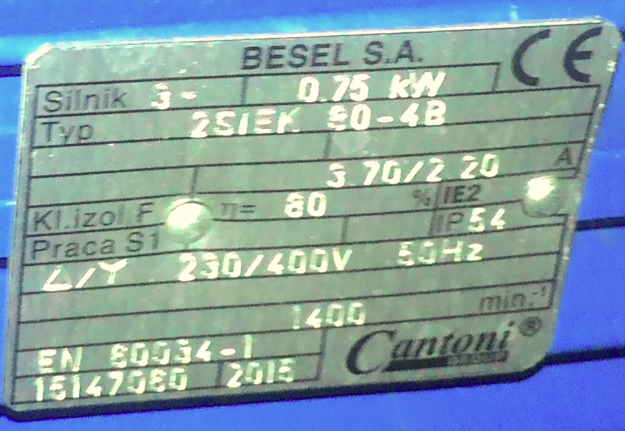 BESEL S.A. CE
Silnik 3~ 0.75 kW
Typ 2SIEK 80-4B
3.70/2.20 A
Kl.izol.F η= 80 % IE2
Praca S1 IP54
Δ/Y 230/400V 50Hz
1400 min.-1
EN 60034-1
2015 Cantoni®
GROUP